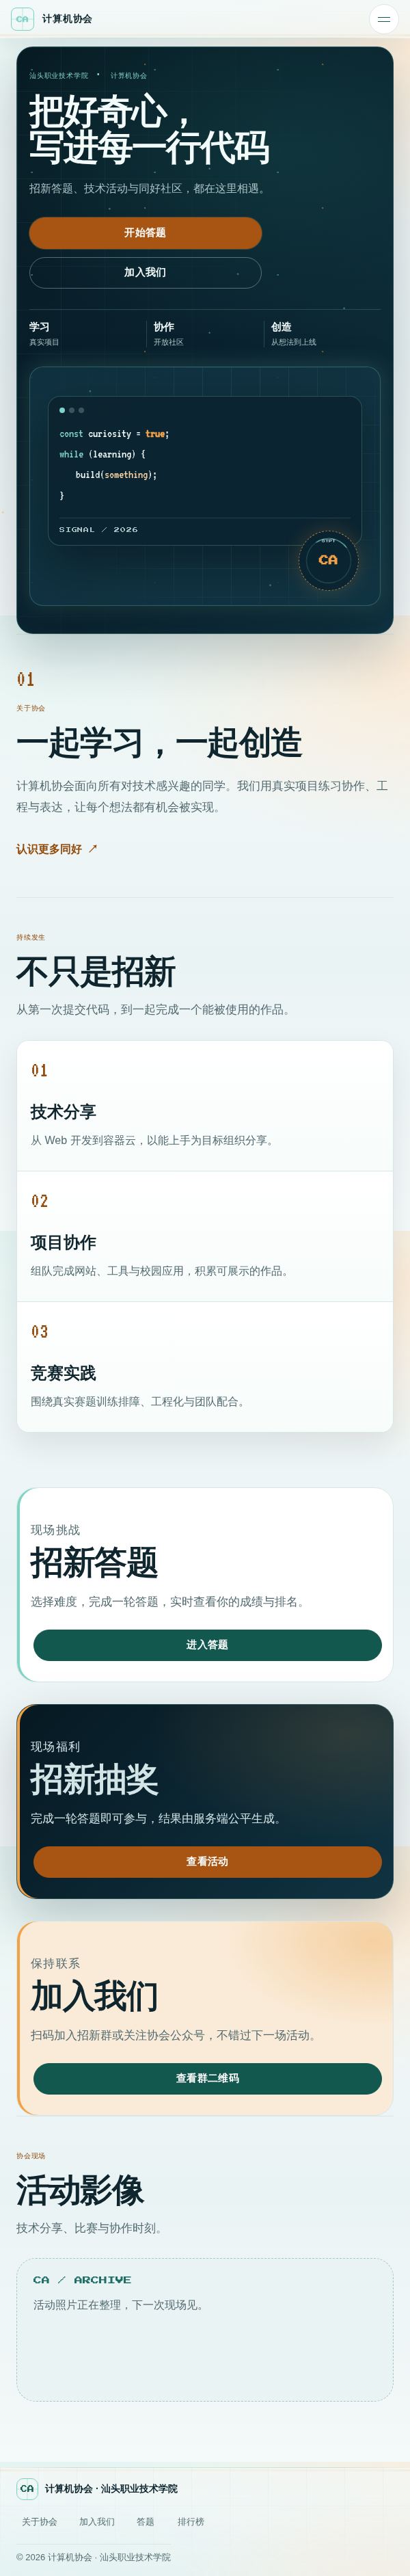 CA 计算机协会
汕头职业技术学院 • 计算机协会
把好奇心，
写进每一行代码
招新答题、技术活动与同好社区，都在这里相遇。
开始答题
加入我们
学习 协作 创造
真实项目 开放社区 从想法到上线
const curiosity = true;
while (learning) {
build(something);
}
SIGNAL / 2026
CA
01
关于协会
一起学习，一起创造
计算机协会面向所有对技术感兴趣的同学。我们用真实项目练习协作、工
程与表达，让每个想法都有机会被实现。
认识更多同好 ↗
持续发生
不只是招新
从第一次提交代码，到一起完成一个能被使用的作品。
01
技术分享
从 Web 开发到容器云，以能上手为目标组织分享。
02
项目协作
组队完成网站、工具与校园应用，积累可展示的作品。
03
竞赛实践
围绕真实赛题训练排障、工程化与团队配合。
现场挑战
招新答题
选择难度，完成一轮答题，实时查看你的成绩与排名。
进入答题
现场福利
招新抽奖
完成一轮答题即可参与，结果由服务端公平生成。
查看活动
保持联系
加入我们
扫码加入招新群或关注协会公众号，不错过下一场活动。
查看群二维码
协会现场
活动影像
技术分享、比赛与协作时刻。
CA / ARCHIVE
活动照片正在整理，下一次现场见。
CA 计算机协会 · 汕头职业技术学院
关于协会 加入我们 答题 排行榜
© 2026 计算机协会 · 汕头职业技术学院